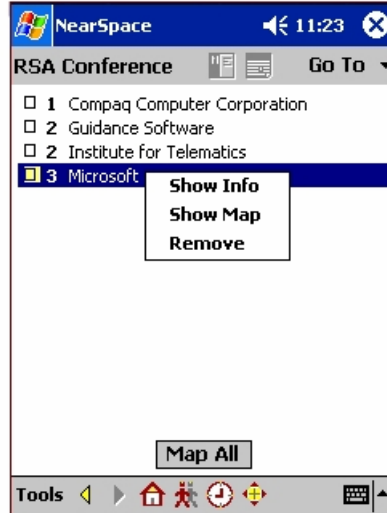 NearSpace 11:23
RSA Conference Go To
1 Compaq Computer Corporation
2 Guidance Software
2 Institute for Telematics
3 Microsoft
Show Info
Show Map
Remove
Map All
Tools